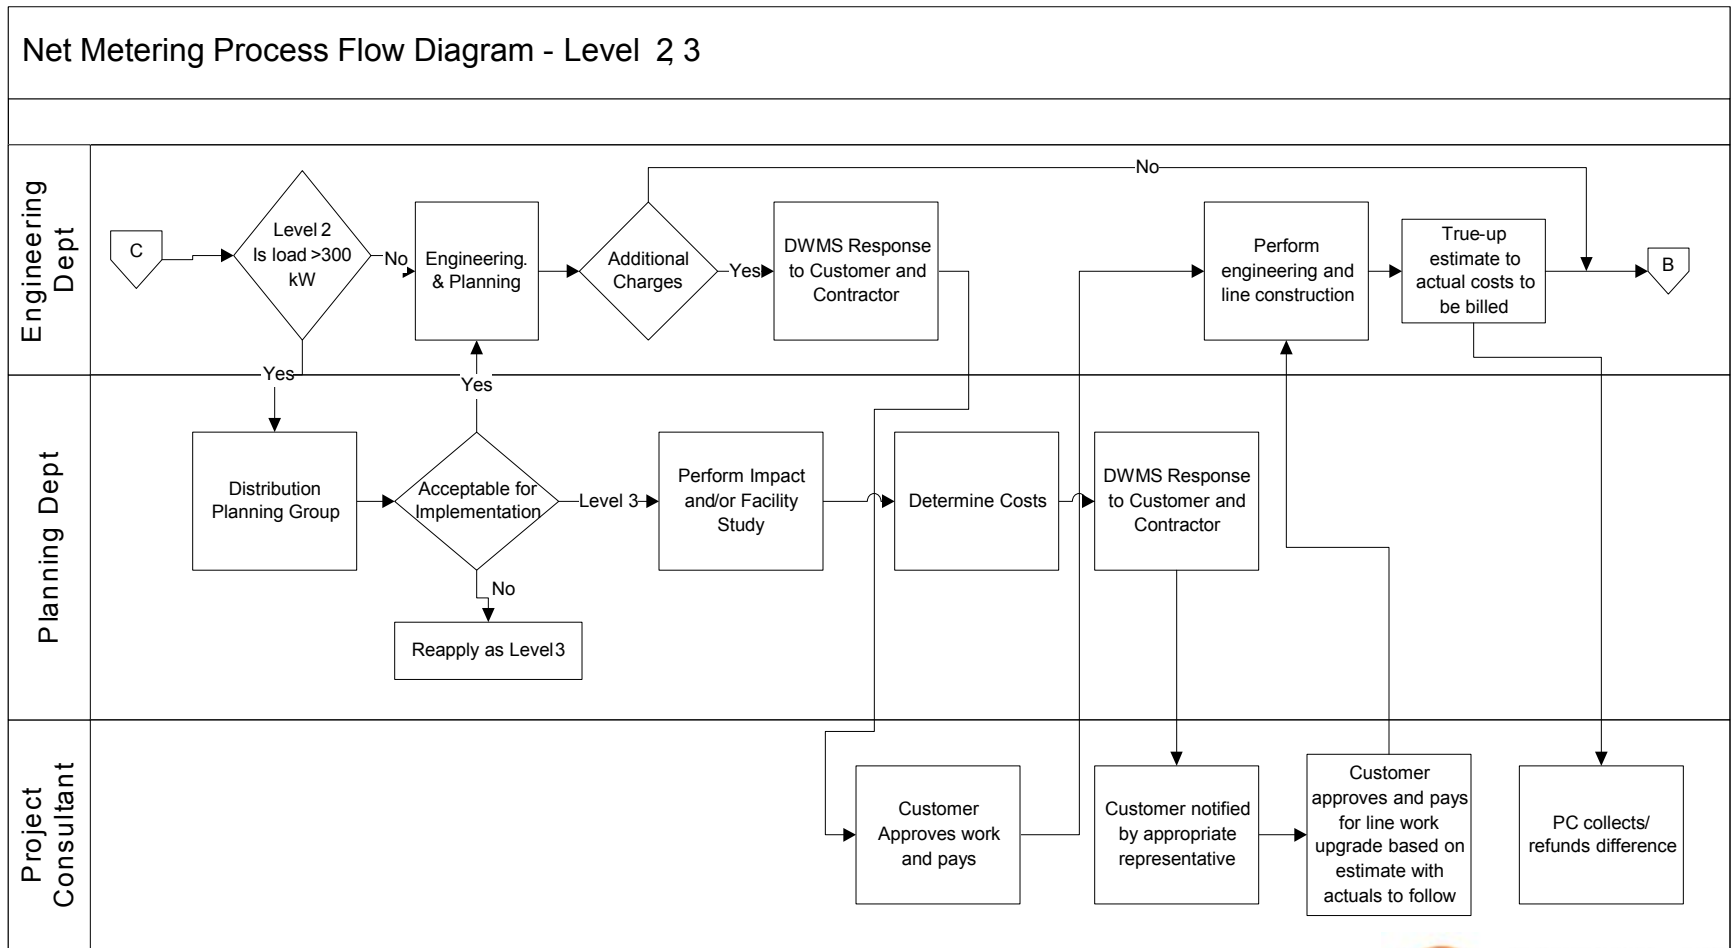 Net Metering Process Flow Diagram - Level 2, 3
Engineering
Dept
C
Level 2
Is load >300
kW
No
Engineering.
& Planning
Additional
Charges
Yes
DWMS Response
to Customer and
Contractor
No
Perform
engineering and
line construction
True-up
estimate to
actual costs to
be billed
B
Yes
Yes
Planning Dept
Distribution
Planning Group
Acceptable for
Implementation
Level 3
No
Reapply as Level3
Perform Impact
and/or Facility
Study
Determine Costs
DWMS Response
to Customer and
Contractor
Project
Consultant
Customer
Approves work
and pays
Customer notified
by appropriate
representative
Customer
approves and pays
for line work
upgrade based on
estimate with
actuals to follow
PC collects/
refunds difference